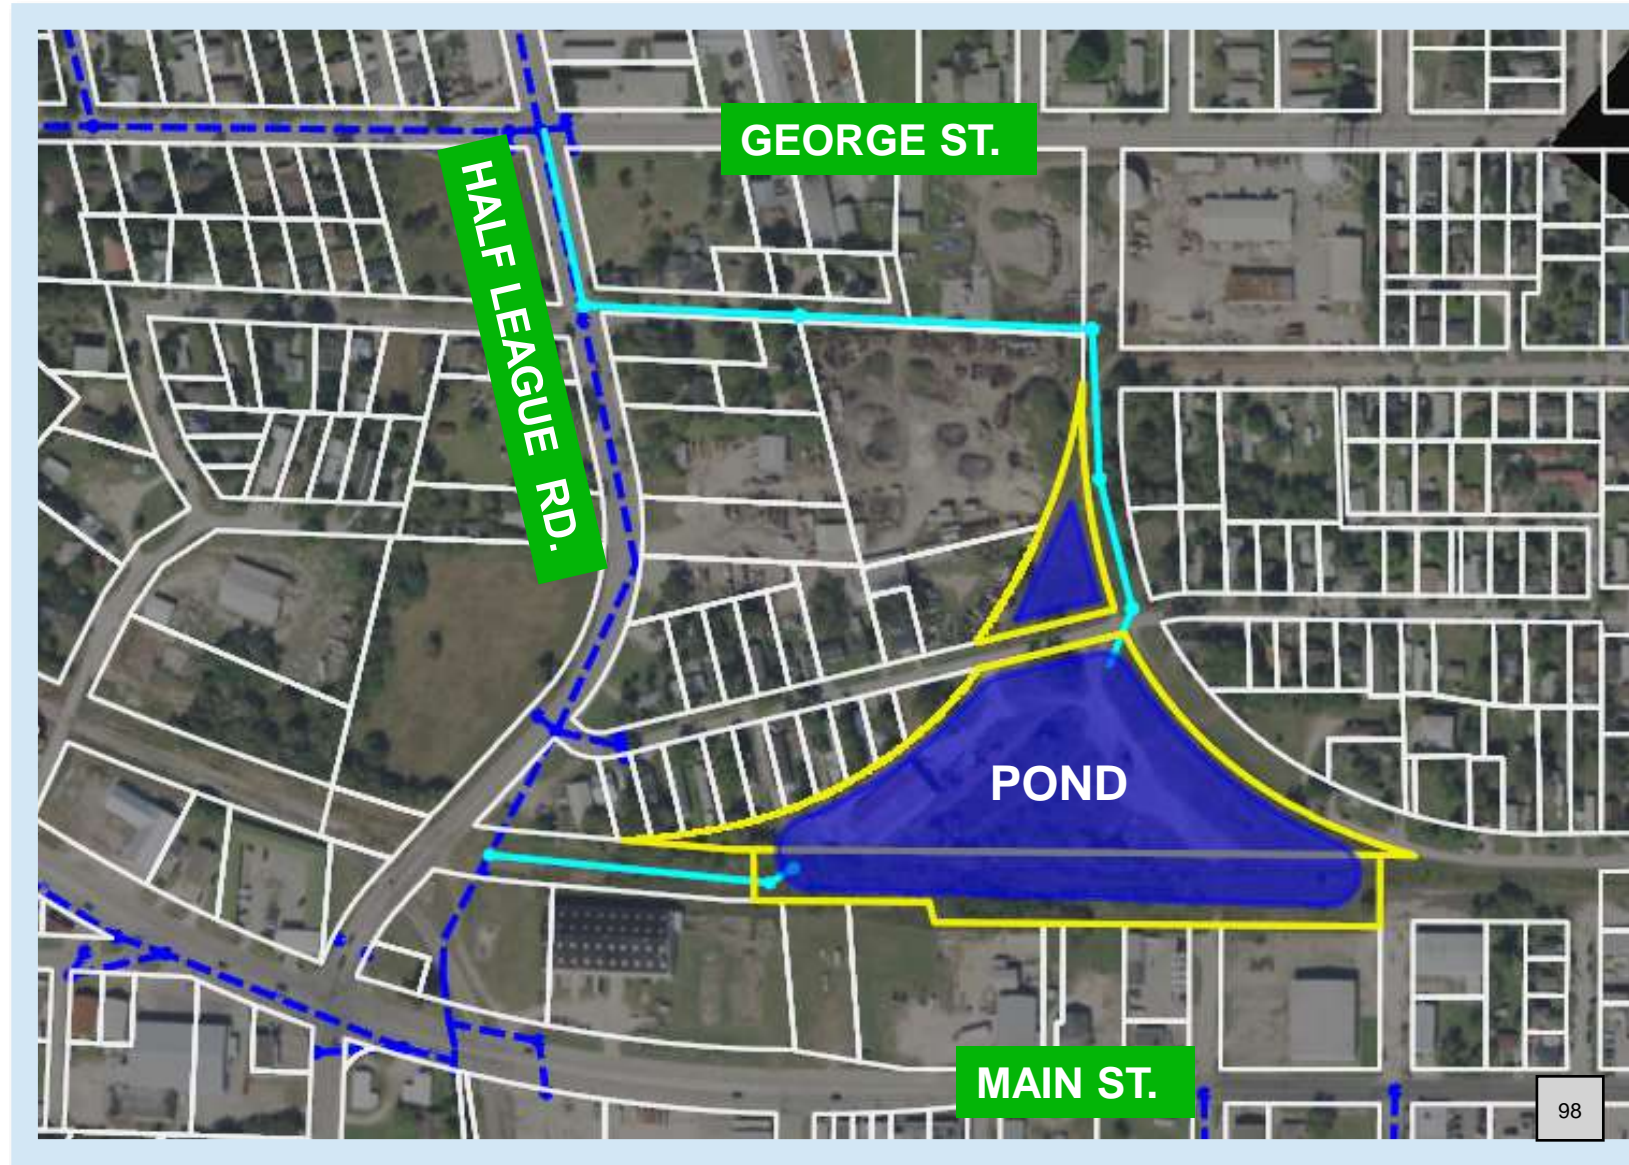 GEORGE ST.
HALF LEAGUE RD.
POND
MAIN ST.
98